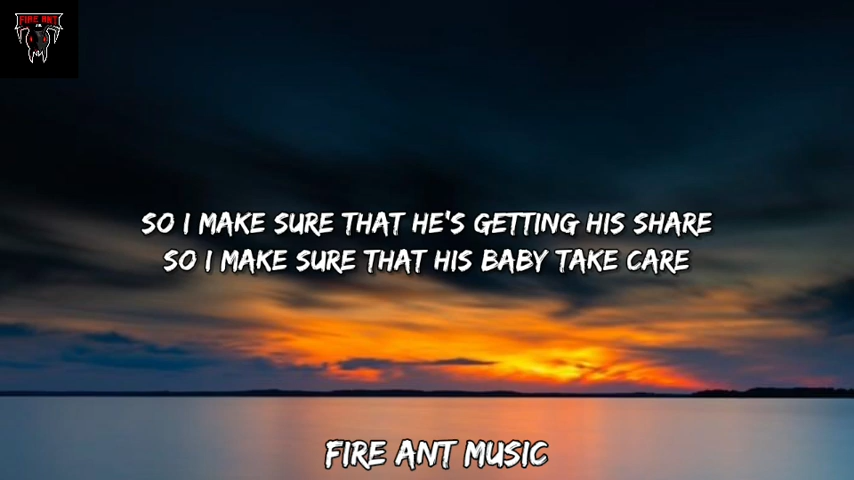 FIRE ANT
SO I MAKE SURE THAT HE'S GETTING HIS SHARE
SO I MAKE SURE THAT HIS BABY TAKE CARE
FIRE ANT MUSIC